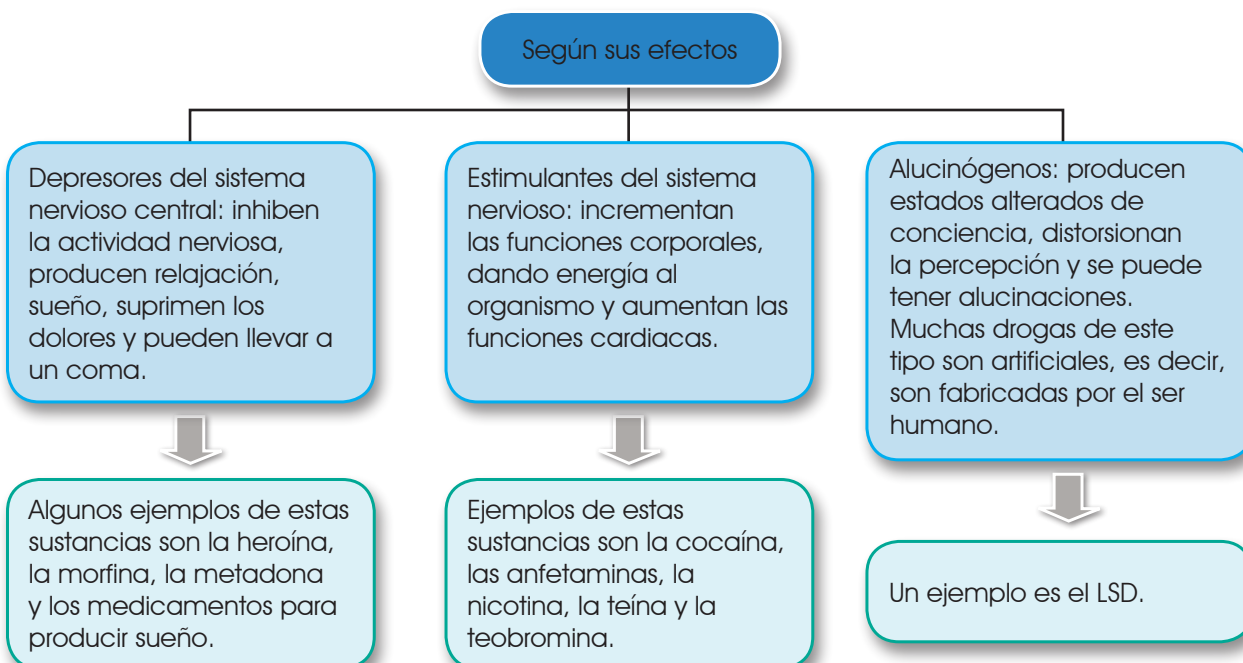 Según sus efectos
Depresores del sistema
nervioso central: inhiben
la actividad nerviosa,
producen relajación,
sueño, suprimen los
dolores y pueden llevar a
un coma.
Estimulantes del sistema
nervioso: incrementan
las funciones corporales,
dando energía al
organismo y aumentan las
funciones cardiacas.
Alucinógenos: producen
estados alterados de
conciencia, distorsionan
la percepción y se puede
tener alucinaciones.
Muchas drogas de este
tipo son artificiales, es decir,
son fabricadas por el ser
humano.
Algunos ejemplos de estas
sustancias son la heroína,
la morfina, la metadona
y los medicamentos para
producir sueño.
Ejemplos de estas
sustancias son la cocaína,
las anfetaminas, la
nicotina, la teína y la
teobromina.
Un ejemplo es el LSD.